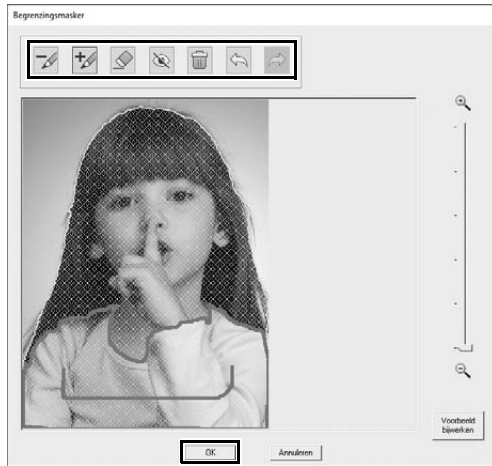 Begrenzingsmasker
Voorbeeld
bijwerken
OK
Annuleren